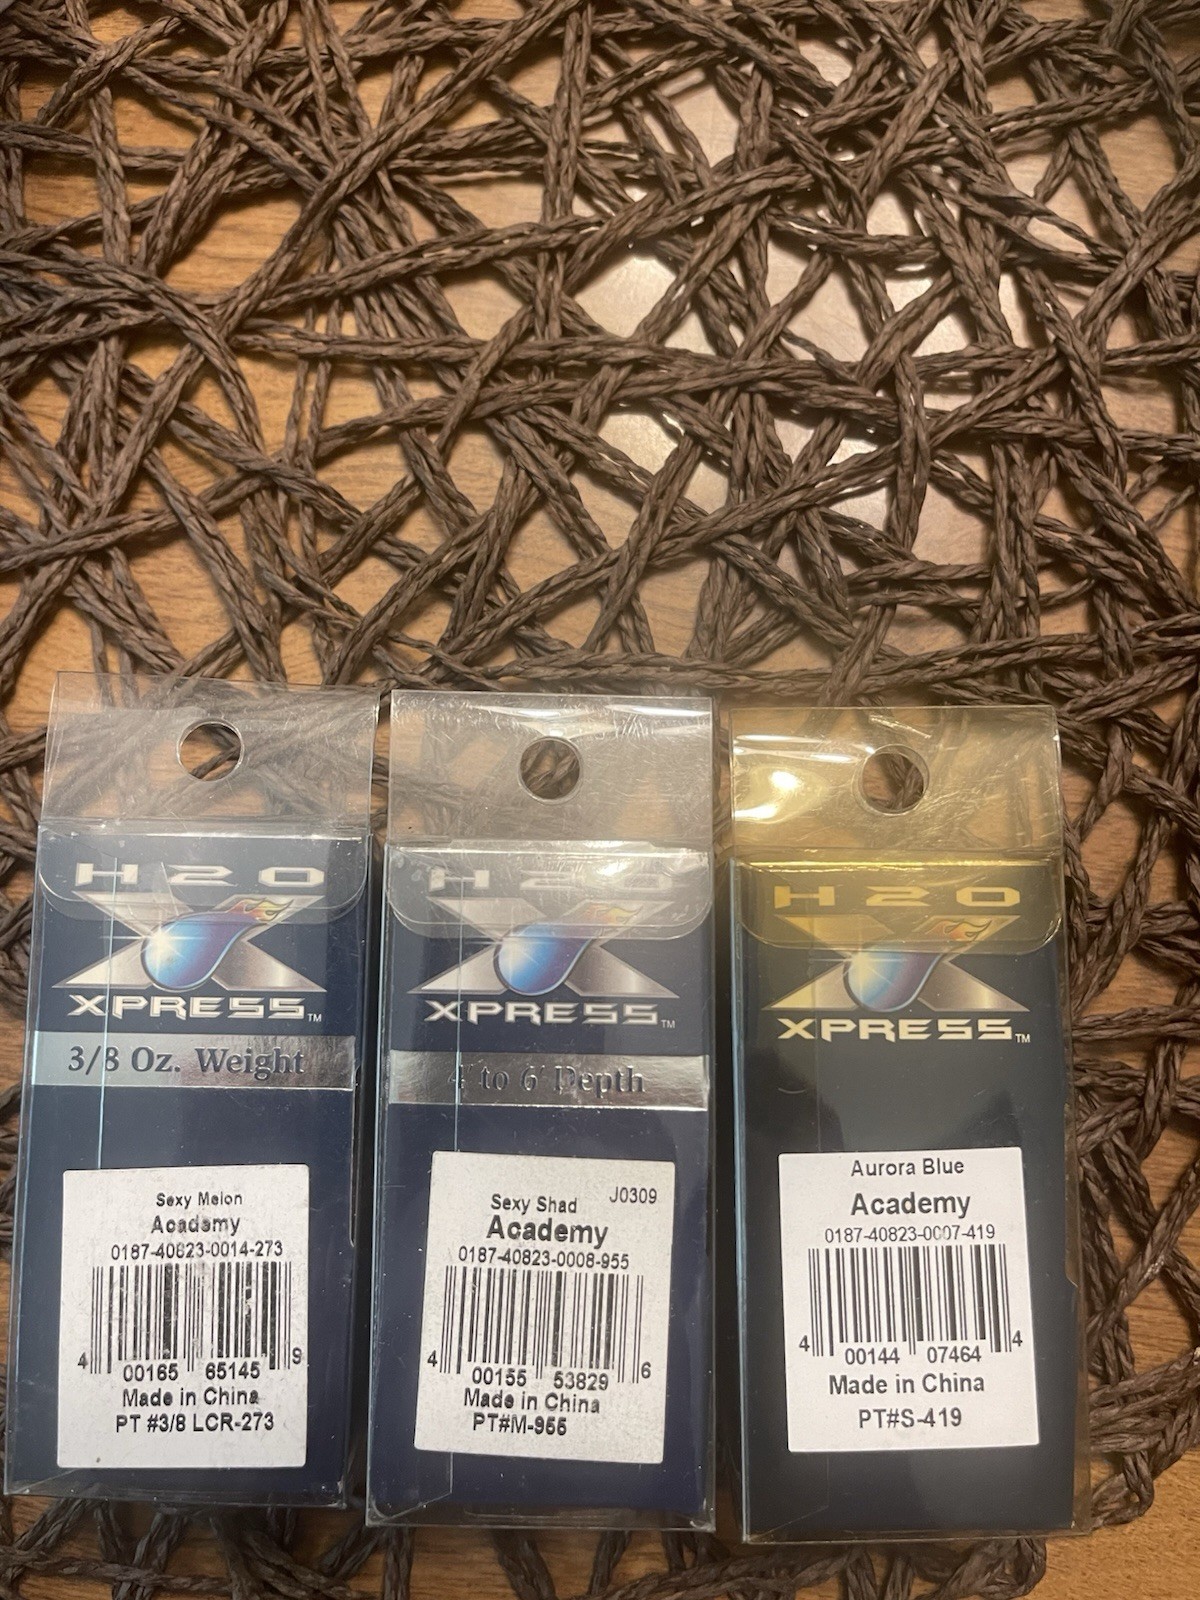 H2O
XPRESS™
3/8 Oz. Weight
Sexy Melon
Academy
0187-40823-0014-273
4 00165 65145 9
Made in China
PT #3/8 LCR-273
H2O
XPRESS™
4' to 6' Depth
Sexy Shad J0309
Academy
0187-40823-0008-955
4 00155 53829 6
Made in China
PT#M-955
H2O
XPRESS™
Aurora Blue
Academy
0187-40823-0007-419
4 00144 07464 4
Made in China
PT#S-419